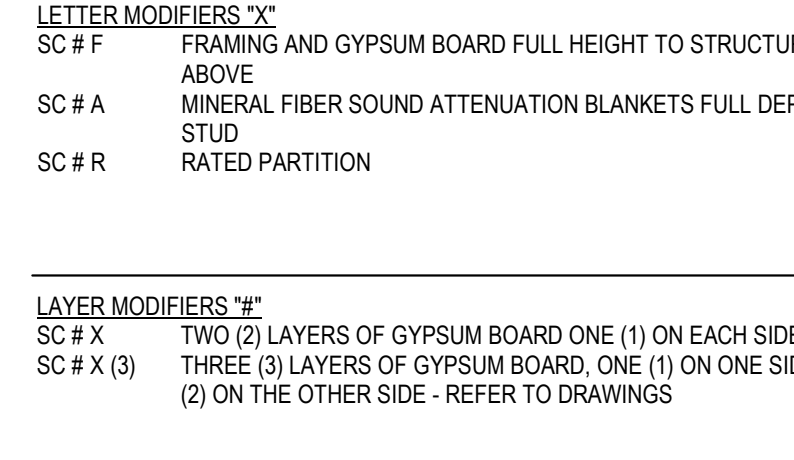 LETTER MODIFIERS "X"
SC # F FRAMING AND GYPSUM BOARD FULL HEIGHT TO
ABOVE
SC # A MINERAL FIBER SOUND ATTENUATION BLANKETS FULL
STUD
SC # R RATED PARTITION
LAYER MODIFIERS "#"
SC # X TWO (2) LAYERS OF GYPSUM BOARD ONE (1) ON EACH SIDE
SC # X (3) THREE (3) LAYERS OF GYPSUM BOARD, ONE (1) ON ONE
(2) ON THE OTHER SIDE - REFER TO DRAWINGS